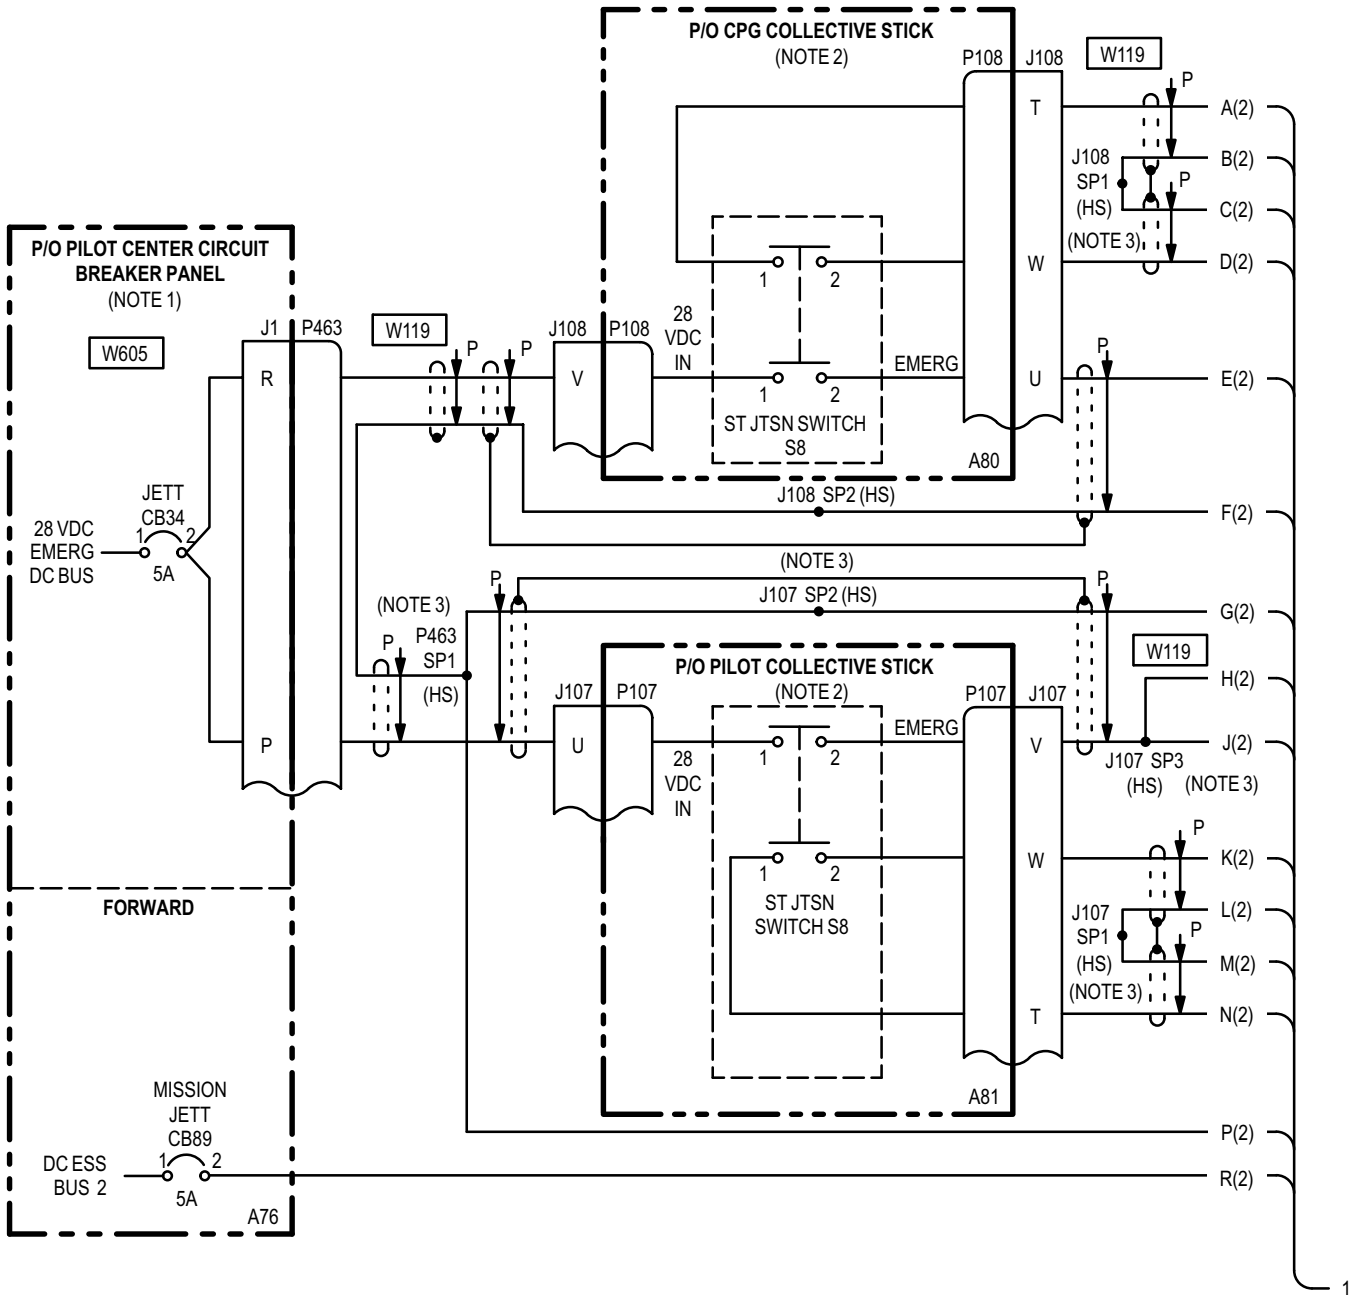 P/O CPG COLLECTIVE STICK
(NOTE 2)
P108 J108
W119
P
T
A(2)
J108
SP1
(HS)
B(2)
P
C(2)
(NOTE 3)
W
D(2)
1 2
P/O PILOT CENTER CIRCUIT
BREAKER PANEL
(NOTE 1)
W605
J1 P463
W119
P P
J108 P108
28
VDC
IN
R
V
1 2
EMERG
U
P
E(2)
ST JTSN SWITCH
S8
A80
JETT
CB34
1 2
5A
28 VDC
EMERG
DC BUS
J108 SP2 (HS)
F(2)
(NOTE 3)
P
P
J107 SP2 (HS)
G(2)
(NOTE 3)
P
P463
SP1
(HS)
W119
P/O PILOT COLLECTIVE STICK
(NOTE 2)
H(2)
J107 P107
P107 J107
P
U
28
VDC
IN
1 2
EMERG
V
J(2)
J107 SP3
(HS)
(NOTE 3)
P
1 2
W
K(2)
ST JTSN
SWITCH S8
J107
SP1
(HS)
L(2)
P
M(2)
(NOTE 3)
T
N(2)
A81
FORWARD
MISSION
JETT
CB89
1 2
5A
DC ESS
BUS 2
P(2)
R(2)
A76
1